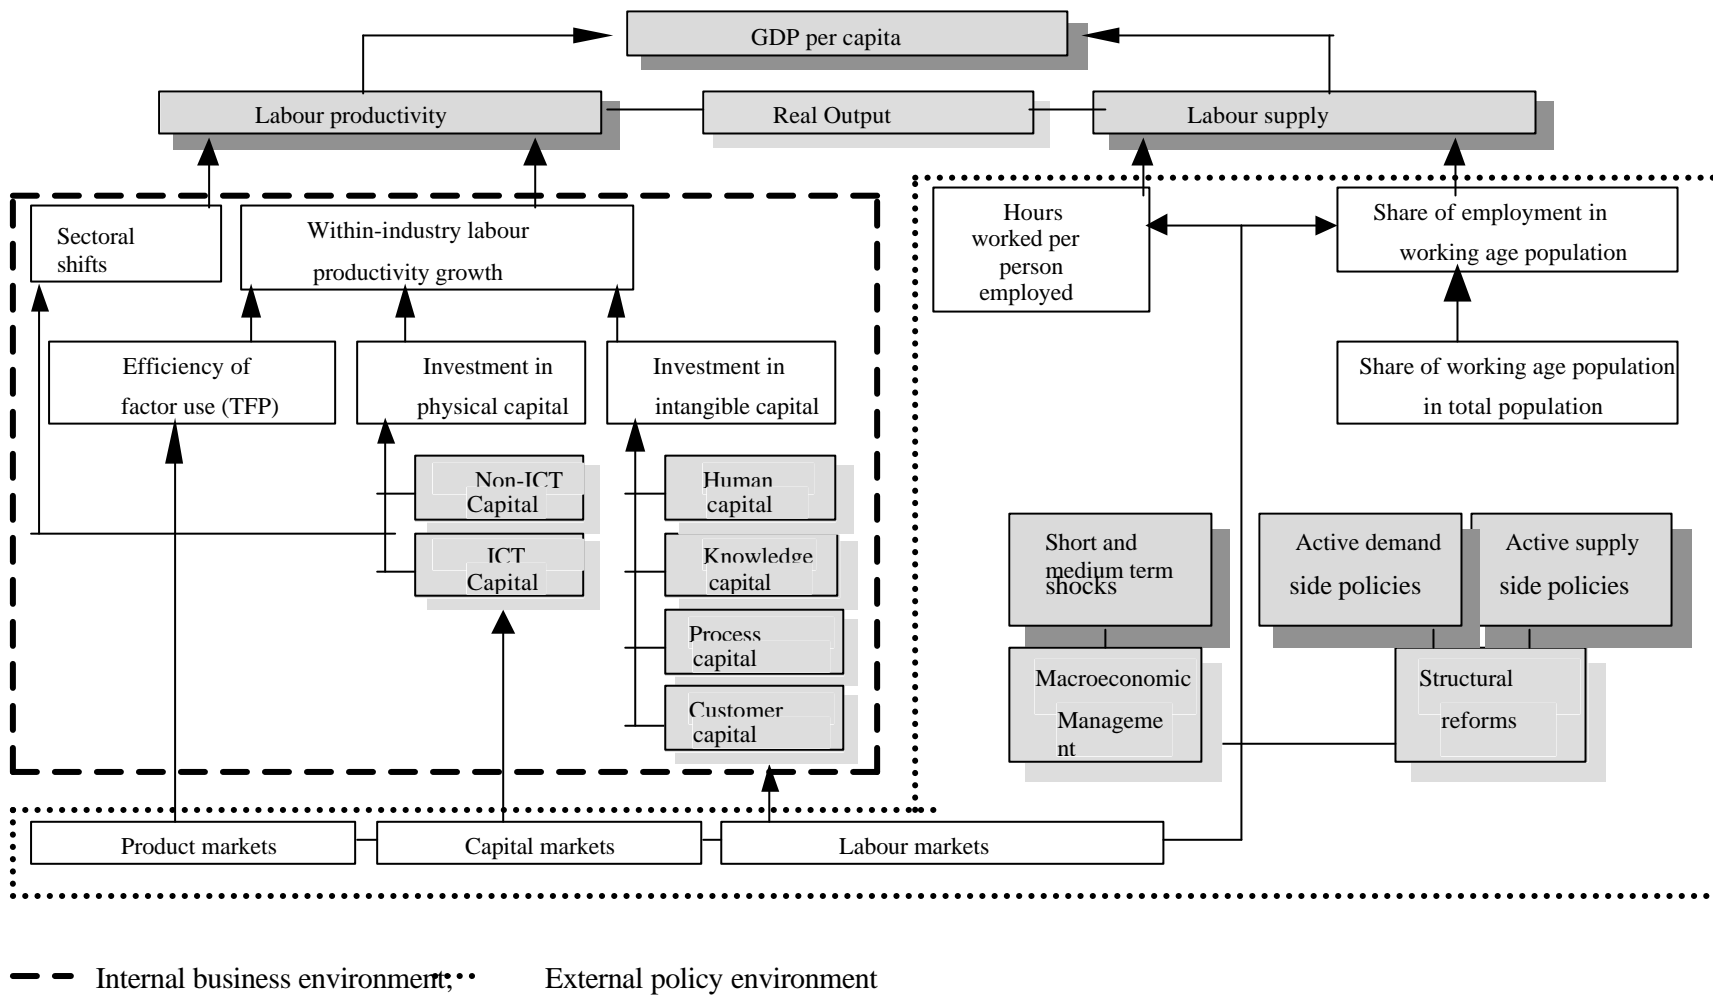 GDP per capita
Labour productivity
Real Output
Labour supply
Sectoral
shifts
Within-industry labour
productivity growth
Hours
worked per
person
employed
Share of employment in
working age population
Efficiency of
factor use (TFP)
Investment in
physical capital
Investment in
intangible capital
Share of working age population
in total population
Non-ICT
Capital
ICT
Capital
Human
capital
Knowledge
capital
Process
capital
Customer
capital
Short and
medium term
shocks
Active demand
side policies
Active supply
side policies
Macroeconomic
Manageme
nt
Structural
reforms
Product markets
Capital markets
Labour markets
Internal business environment;
External policy environment